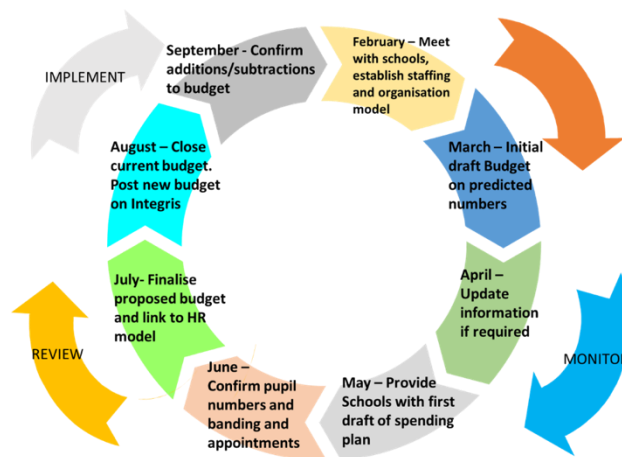 IMPLEMENT
September - Confirm
additions/subtractions
to budget
February – Meet
with schools,
establish staffing
and organisation
model
March – Initial
draft Budget
on predicted
numbers
April –
Update
information
if required
MONITO
May – Provide
Schools with first
draft of spending
plan
June –
Confirm pupil
numbers and
banding and
appointments
REVIEW
July- Finalise
proposed budget
and link to HR
model
August – Close
current budget.
Post new budget
on Integris